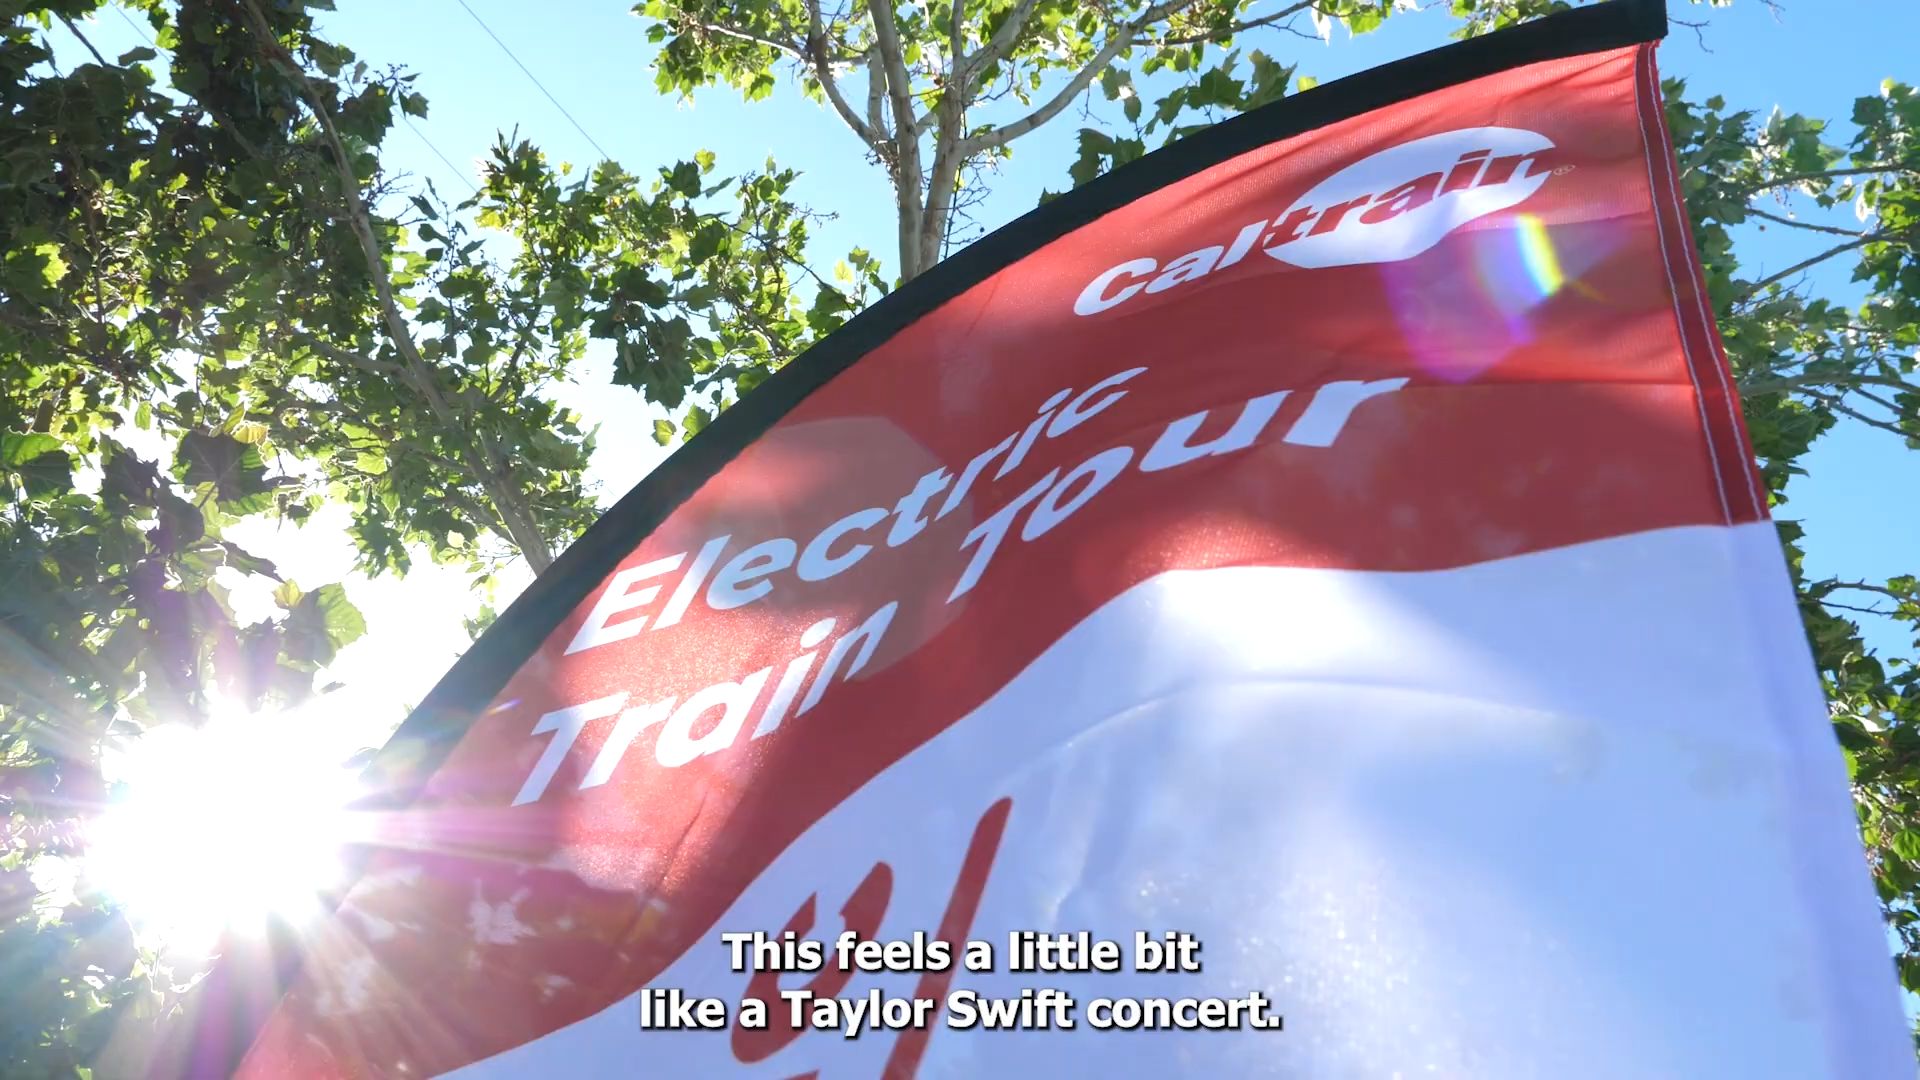 Caltrain®
Electric
Train Tour
This feels a little bit
like a Taylor Swift concert.